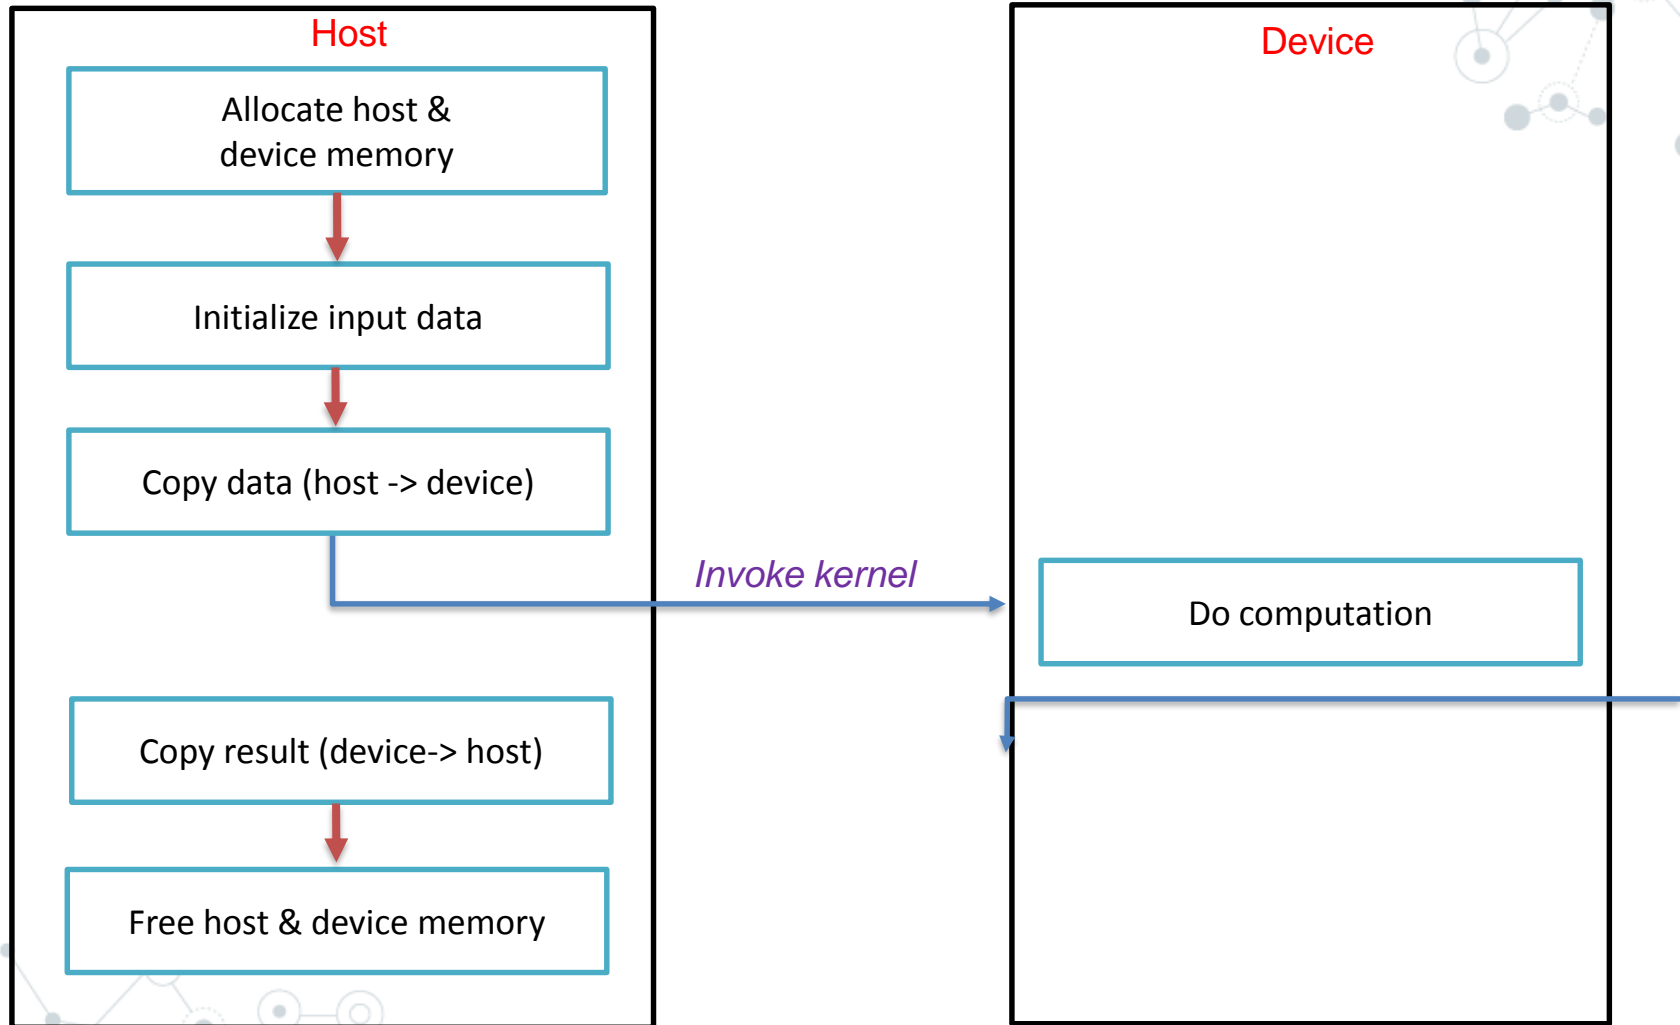 Host
Allocate host &
device memory
Initialize input data
Copy data (host -> device)
Copy result (device-> host)
Free host & device memory
Invoke kernel
Device
Do computation